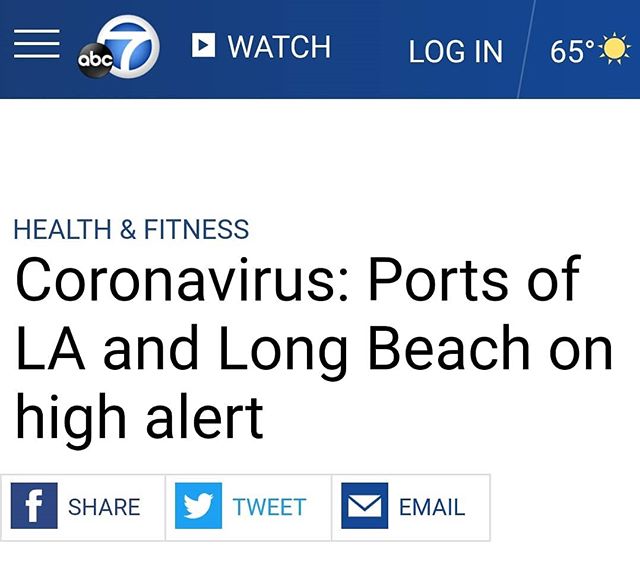 abc 7 WATCH LOG IN 65°
HEALTH & FITNESS
Coronavirus: Ports of
LA and Long Beach on
high alert
f SHARE TWEET EMAIL